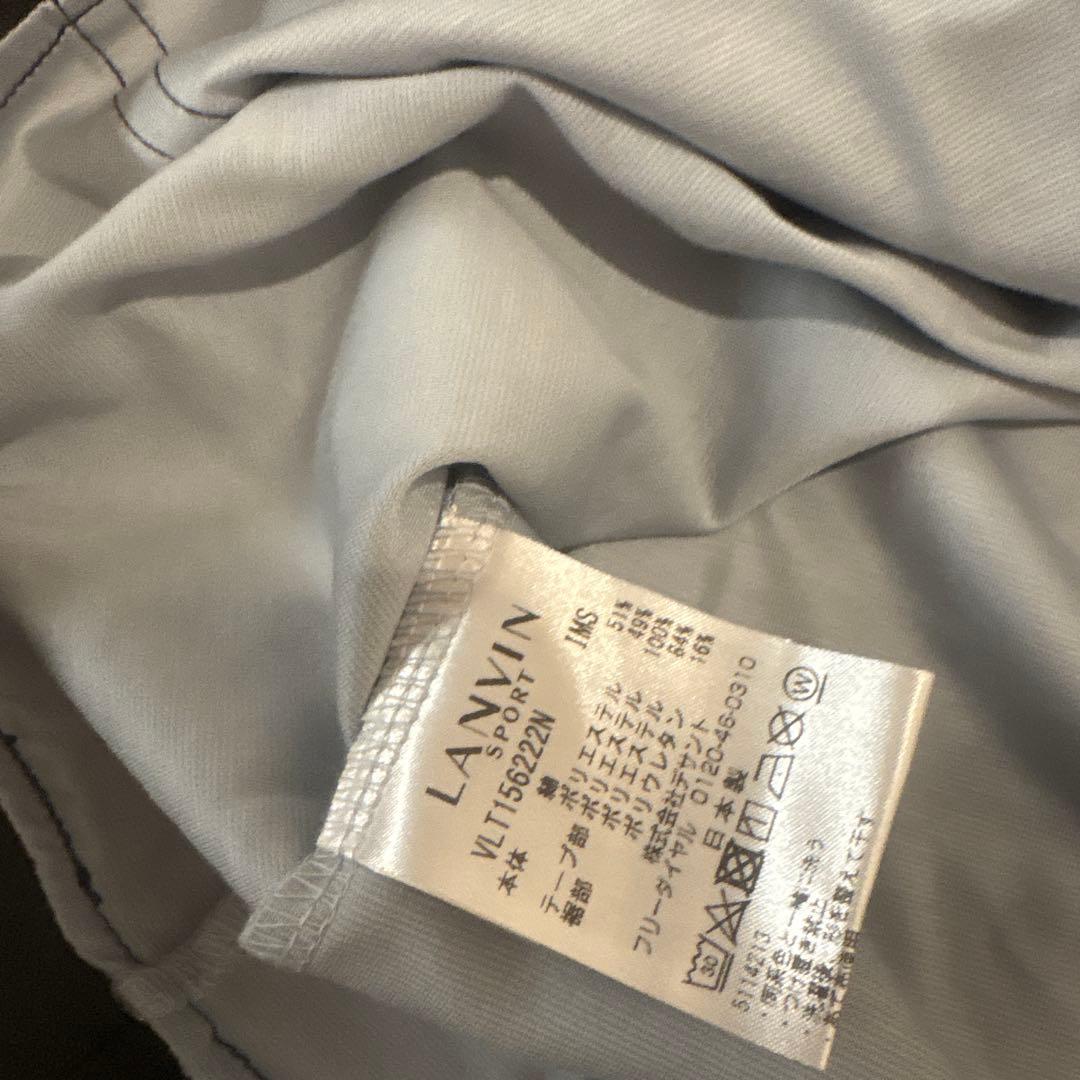 LANVIN
SPORT
VLT156222N IMS
本体 綿 51%
ポリエステル 49%
テープ部 ポリエステル 100%
裾部 ポリエステル 84%
ポリウレタン 16%
株式会社デサント
フリーダイヤル 0120-46-0310
日本製
30 W
5114213